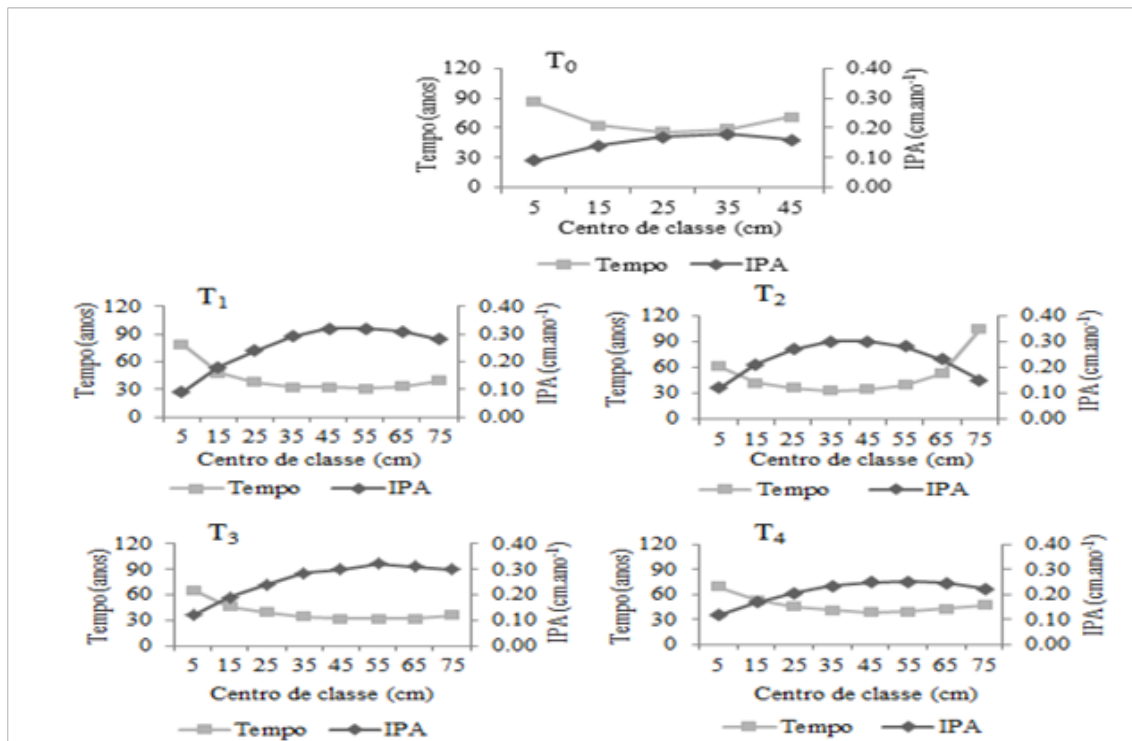 T₀
Tempo (anos)
120
90
60
30
0
0.40
0.30
0.20
0.10
0.00
IPA (cm.ano⁻¹)
5 15 25 35 45
Centro de classe (cm)
Tempo IPA
T₁
Tempo (anos)
120
90
60
30
0
0.40
0.30
0.20
0.10
0.00
IPA (cm.ano⁻¹)
5 15 25 35 45 55 65 75
Centro de classe (cm)
Tempo IPA
T₂
Tempo (anos)
120
90
60
30
0
0.40
0.30
0.20
0.10
0.00
IPA (cm.ano⁻¹)
5 15 25 35 45 55 65 75
Centro de classe (cm)
Tempo IPA
T₃
Tempo (anos)
120
90
60
30
0
0.40
0.30
0.20
0.10
0.00
IPA (cm.ano⁻¹)
5 15 25 35 45 55 65 75
Centro de classe (cm)
Tempo IPA
T₄
Tempo (anos)
120
90
60
30
0
0.40
0.30
0.20
0.10
0.00
IPA (cm.ano⁻¹)
5 15 25 35 45 55 65 75
Centro de classe (cm)
Tempo IPA